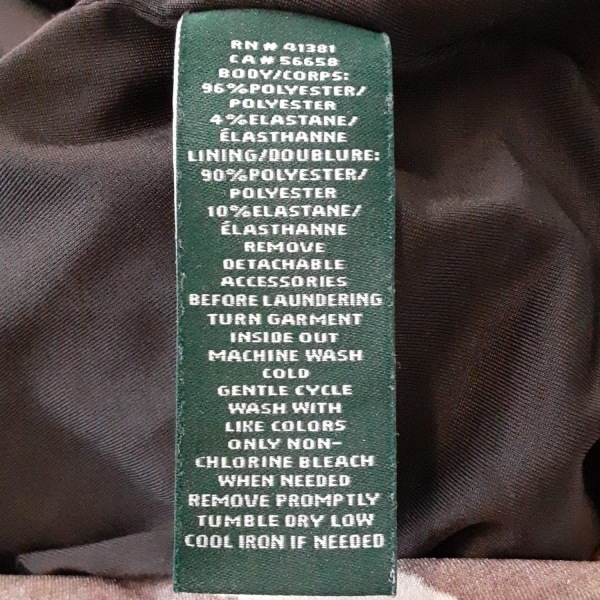 RN # 41381
CA # 56658
BODY/CORPS:
96%POLYESTER/
POLYESTER
4%ELASTANE/
ÉLASTHANNE
LINING/DOUBLURE:
90%POLYESTER/
POLYESTER
10%ELASTANE/
ÉLASTHANNE
REMOVE
DETACHABLE
ACCESSORIES
BEFORE LAUNDERING
TURN GARMENT
INSIDE OUT
MACHINE WASH
COLD
GENTLE CYCLE
WASH WITH
LIKE COLORS
ONLY NON-
CHLORINE BLEACH
WHEN NEEDED
REMOVE PROMPTLY
TUMBLE DRY LOW
COOL IRON IF NEEDED